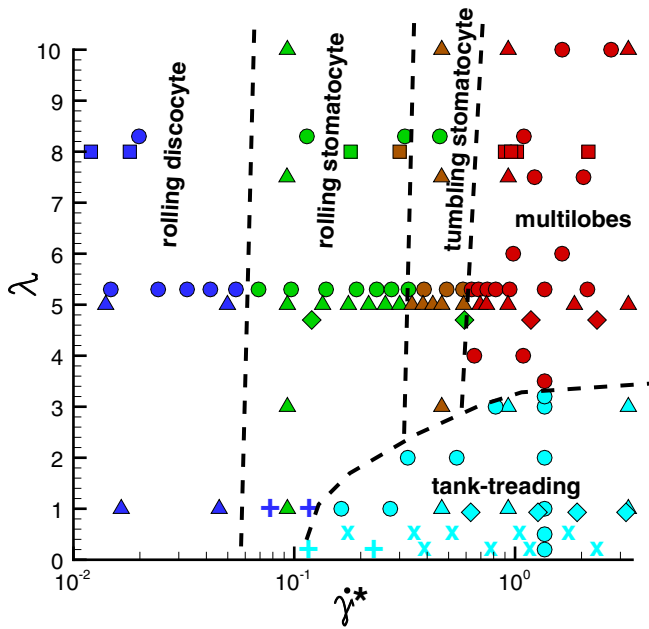 10
9
8
7
6
5
4
3
2
1
0
λ
rolling discocyte
rolling stomatocyte
tumbling stomatocyte
multilobes
tank-treading
10⁻²
10⁻¹
10⁰
γ̇*